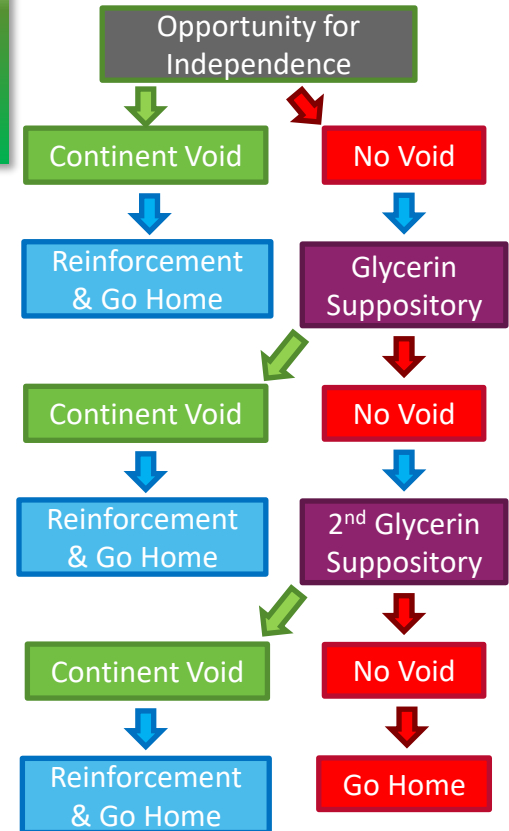 Opportunity for
Independence
Continent Void
No Void
Reinforcement
& Go Home
Glycerin
Suppository
Continent Void
No Void
Reinforcement
& Go Home
2nd Glycerin
Suppository
Continent Void
No Void
Reinforcement
& Go Home
Go Home